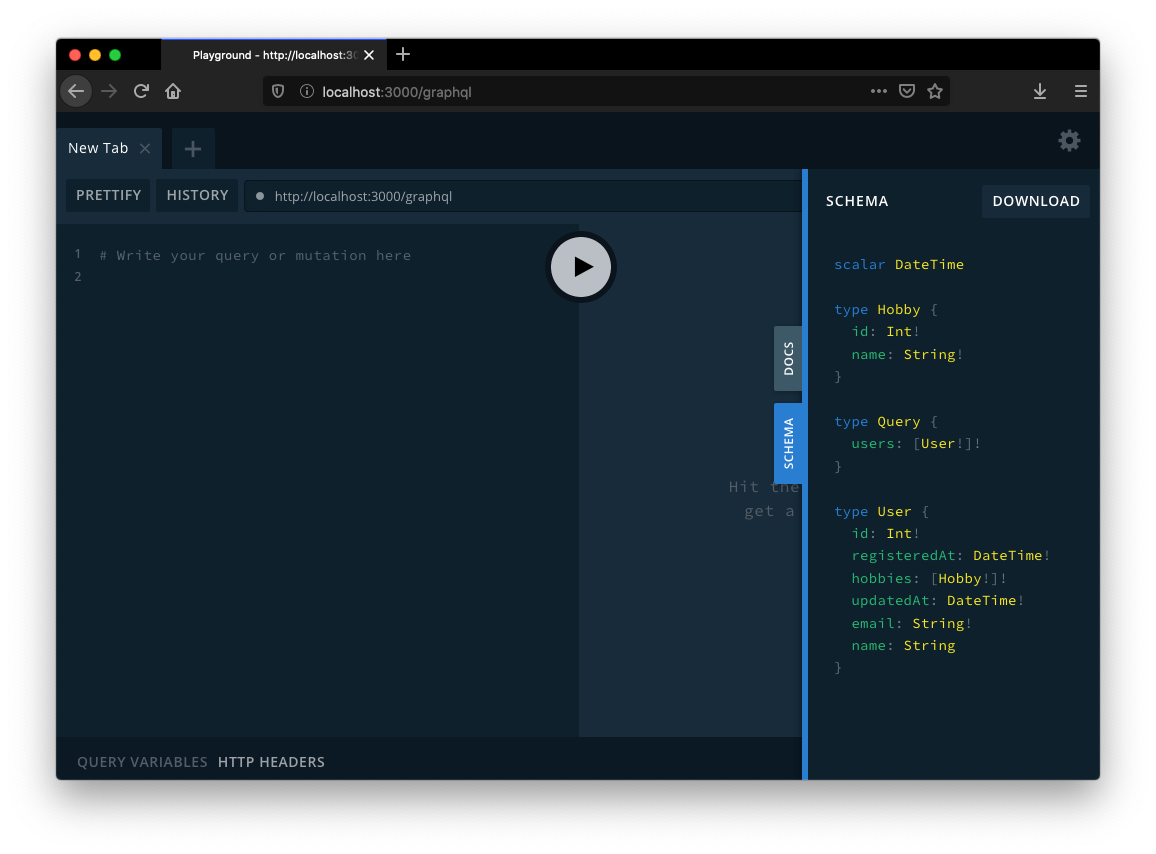 Playground - http://localhost:30
localhost:3000/graphql
New Tab
PRETTIFY HISTORY http://localhost:3000/graphql
1 # Write your query or mutation here
2
Hit the
get a
DOCS
SCHEMA
SCHEMA DOWNLOAD
scalar DateTime
type Hobby {
id: Int!
name: String!
}
type Query {
users: [User!]!
}
type User {
id: Int!
registeredAt: DateTime!
hobbies: [Hobby!]!
updatedAt: DateTime!
email: String!
name: String
}
QUERY VARIABLES HTTP HEADERS